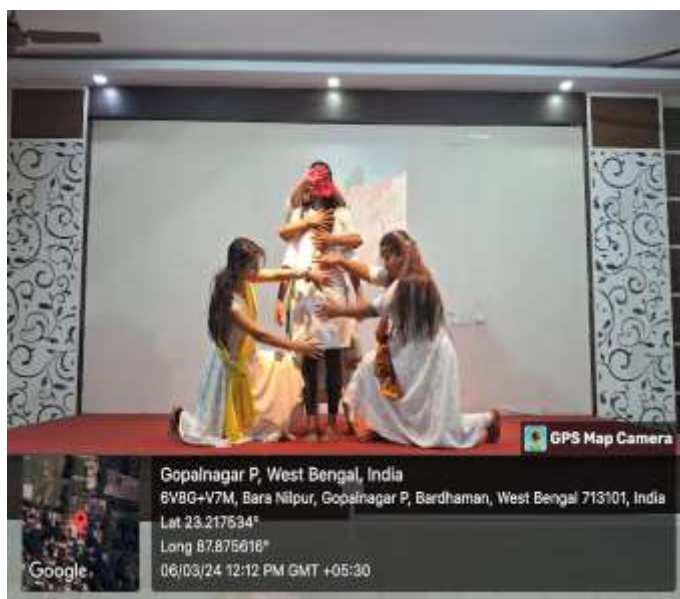 GPS Map Camera
Gopalnagar P, West Bengal, India
6V8G+V7M, Bara Nilpur, Gopalnagar P, Bardhaman, West Bengal 713101, India
Lat 23.217534°
Long 87.875616°
06/03/24 12:12 PM GMT +05:30
Google